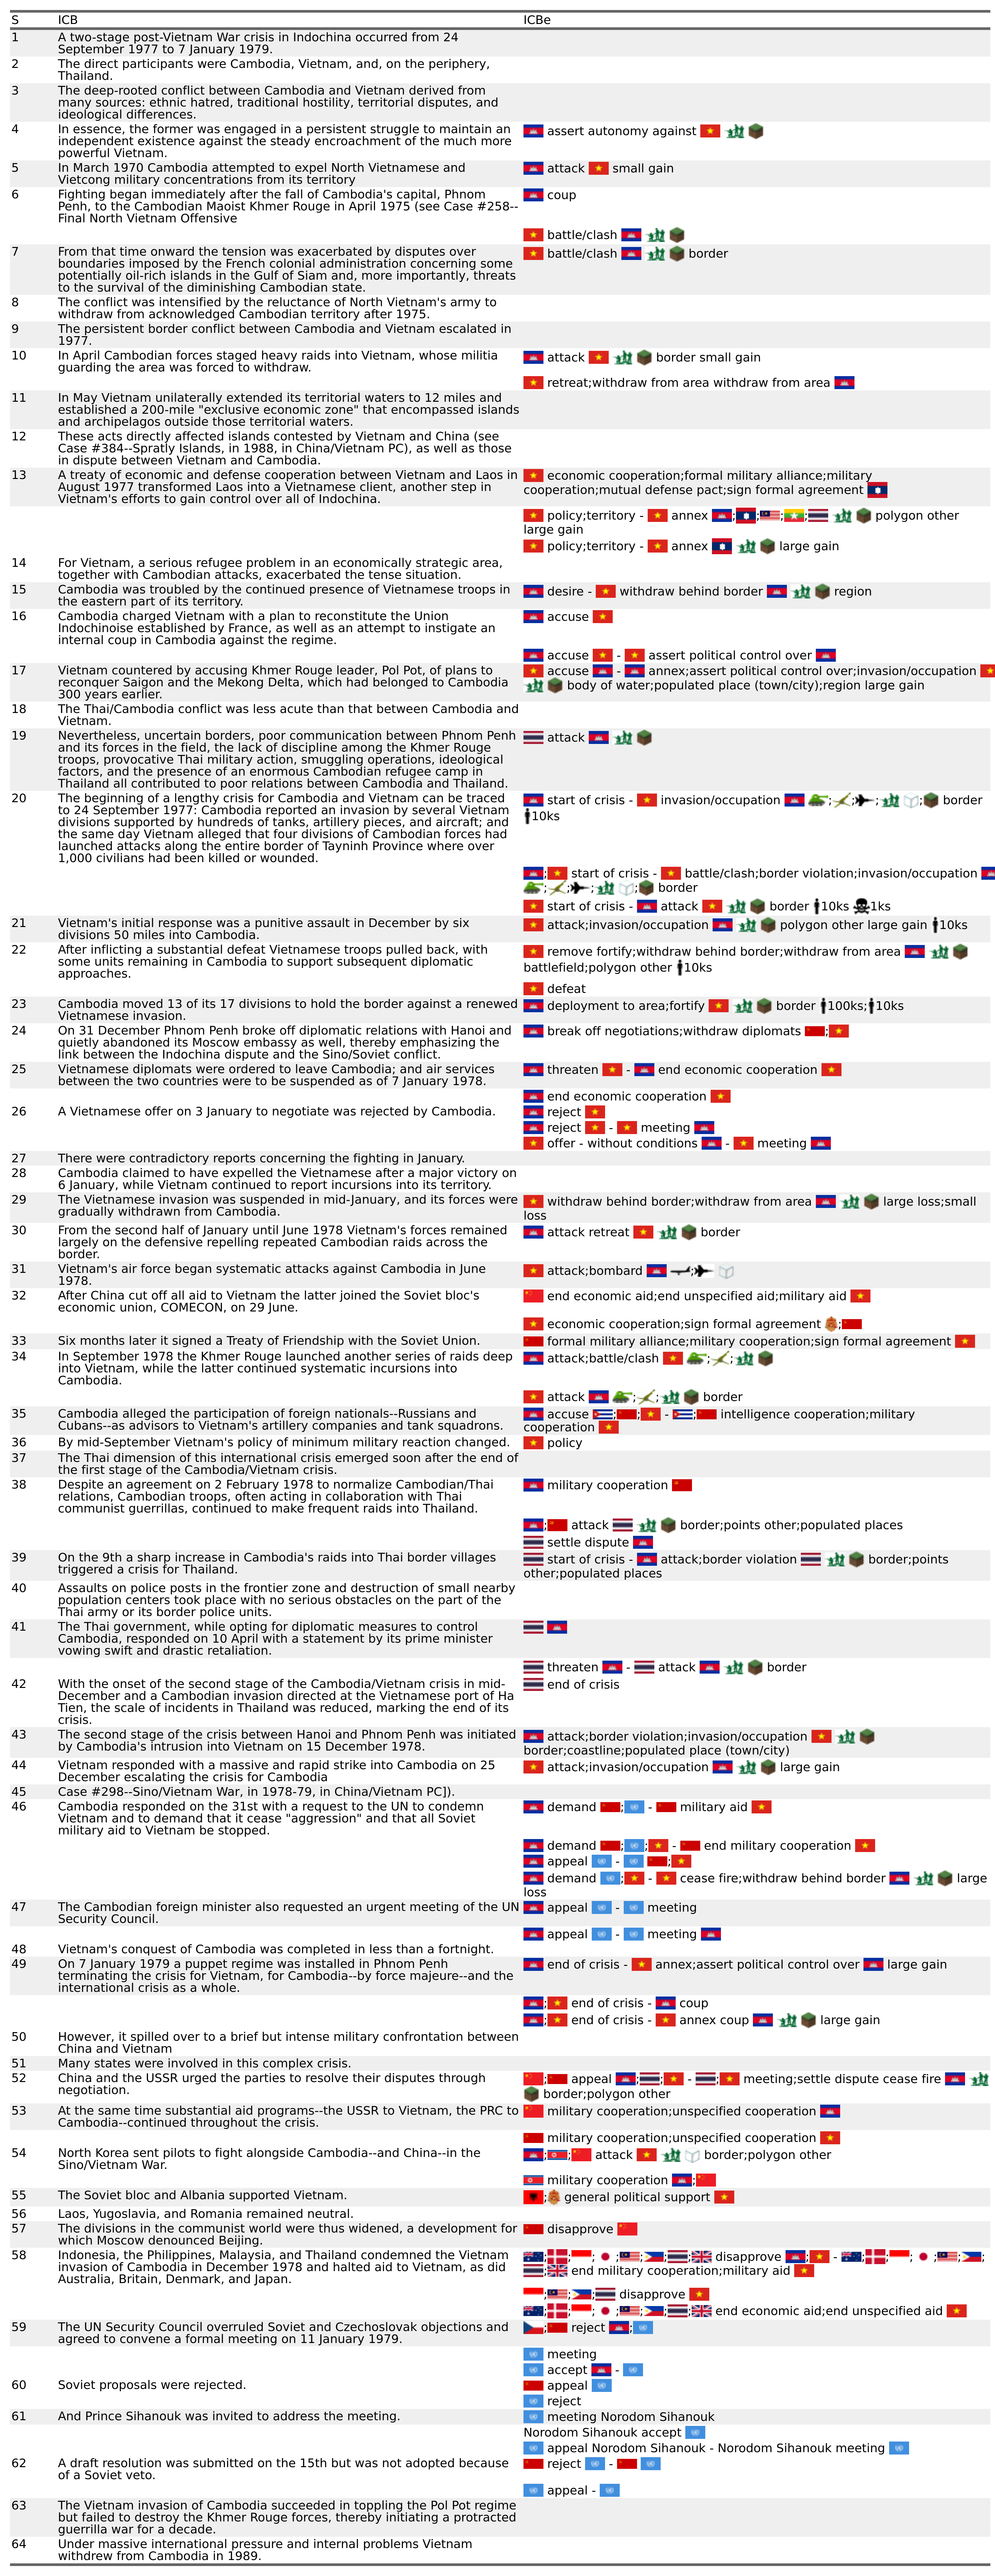 S ICB ICBe
1 A two-stage post-Vietnam War crisis in Indochina occurred from 24
September 1977 to 7 January 1979.
2 The direct participants were Cambodia, Vietnam, and, on the periphery,
Thailand.
3 The deep-rooted conflict between Cambodia and Vietnam derived from
many sources: ethnic hatred, traditional hostility, territorial disputes, and
ideological differences.
4 In essence, the former was engaged in a persistent struggle to maintain an assert autonomy against
independent existence against the steady encroachment of the much more
powerful Vietnam.
5 In March 1970 Cambodia attempted to expel North Vietnamese and attack small gain
Vietcong military concentrations from its territory
6 Fighting began immediately after the fall of Cambodia's capital, Phnom coup
Penh, to the Cambodian Maoist Khmer Rouge in April 1975 (see Case #258--
Final North Vietnam Offensive
battle/clash
7 From that time onward the tension was exacerbated by disputes over battle/clash border
boundaries imposed by the French colonial administration concerning some
potentially oil-rich islands in the Gulf of Siam and, more importantly, threats
to the survival of the diminishing Cambodian state.
8 The conflict was intensified by the reluctance of North Vietnam's army to
withdraw from acknowledged Cambodian territory after 1975.
9 The persistent border conflict between Cambodia and Vietnam escalated in
1977.
10 In April Cambodian forces staged heavy raids into Vietnam, whose militia attack border small gain
guarding the area was forced to withdraw.
retreat;withdraw from area withdraw from area
11 In May Vietnam unilaterally extended its territorial waters to 12 miles and
established a 200-mile "exclusive economic zone" that encompassed islands
and archipelagos outside those territorial waters.
12 These acts directly affected islands contested by Vietnam and China (see
Case #384--Spratly Islands, in 1988, in China/Vietnam PC), as well as those
in dispute between Vietnam and Cambodia.
13 A treaty of economic and defense cooperation between Vietnam and Laos in economic cooperation;formal military alliance;military
August 1977 transformed Laos into a Vietnamese client, another step in cooperation;mutual defense pact;sign formal agreement
Vietnam's efforts to gain control over all of Indochina.
policy;territory - annex ; ; ; ; polygon other
large gain
policy;territory - annex large gain
14 For Vietnam, a serious refugee problem in an economically strategic area,
together with Cambodian attacks, exacerbated the tense situation.
15 Cambodia was troubled by the continued presence of Vietnamese troops in desire - withdraw behind border region
the eastern part of its territory.
16 Cambodia charged Vietnam with a plan to reconstitute the Union accuse
Indochinoise established by France, as well as an attempt to instigate an
internal coup in Cambodia against the regime.
accuse - assert political control over
17 Vietnam countered by accusing Khmer Rouge leader, Pol Pot, of plans to accuse - annex;assert political control over;invasion/occupation
reconquer Saigon and the Mekong Delta, which had belonged to Cambodia body of water;populated place (town/city);region large gain
300 years earlier.
18 The Thai/Cambodia conflict was less acute than that between Cambodia and
Vietnam.
19 Nevertheless, uncertain borders, poor communication between Phnom Penh attack
and its forces in the field, the lack of discipline among the Khmer Rouge
troops, provocative Thai military action, smuggling operations, ideological
factors, and the presence of an enormous Cambodian refugee camp in
Thailand all contributed to poor relations between Cambodia and Thailand.
20 The beginning of a lengthy crisis for Cambodia and Vietnam can be traced start of crisis - invasion/occupation ; ; ; ; border
to 24 September 1977: Cambodia reported an invasion by several Vietnam 10ks
divisions supported by hundreds of tanks, artillery pieces, and aircraft; and
the same day Vietnam alleged that four divisions of Cambodian forces had
launched attacks along the entire border of Tayninh Province where over
1,000 civilians had been killed or wounded.
; start of crisis - battle/clash;border violation;invasion/occupation
; ; ; ; border
start of crisis - attack border 10ks 1ks
21 Vietnam's initial response was a punitive assault in December by six attack;invasion/occupation polygon other large gain 10ks
divisions 50 miles into Cambodia.
22 After inflicting a substantial defeat Vietnamese troops pulled back, with remove fortify;withdraw behind border;withdraw from area
some units remaining in Cambodia to support subsequent diplomatic battlefield;polygon other 10ks
approaches.
defeat
23 Cambodia moved 13 of its 17 divisions to hold the border against a renewed deployment to area;fortify border 100ks; 10ks
Vietnamese invasion.
24 On 31 December Phnom Penh broke off diplomatic relations with Hanoi and break off negotiations;withdraw diplomats ;
quietly abandoned its Moscow embassy as well, thereby emphasizing the
link between the Indochina dispute and the Sino/Soviet conflict.
25 Vietnamese diplomats were ordered to leave Cambodia; and air services threaten - end economic cooperation
between the two countries were to be suspended as of 7 January 1978.
end economic cooperation
26 A Vietnamese offer on 3 January to negotiate was rejected by Cambodia. reject
reject - meeting
offer - without conditions - meeting
27 There were contradictory reports concerning the fighting in January.
28 Cambodia claimed to have expelled the Vietnamese after a major victory on
6 January, while Vietnam continued to report incursions into its territory.
29 The Vietnamese invasion was suspended in mid-January, and its forces were withdraw behind border;withdraw from area large loss;small
gradually withdrawn from Cambodia. loss
30 From the second half of January until June 1978 Vietnam's forces remained attack retreat border
largely on the defensive repelling repeated Cambodian raids across the
border.
31 Vietnam's air force began systematic attacks against Cambodia in June attack;bombard ;
1978.
32 After China cut off all aid to Vietnam the latter joined the Soviet bloc's end economic aid;end unspecified aid;military aid
economic union, COMECON, on 29 June.
economic cooperation;sign formal agreement ;
33 Six months later it signed a Treaty of Friendship with the Soviet Union. formal military alliance;military cooperation;sign formal agreement
34 In September 1978 the Khmer Rouge launched another series of raids deep attack;battle/clash ; ;
into Vietnam, while the latter continued systematic incursions into
Cambodia.
attack ; ; border
35 Cambodia alleged the participation of foreign nationals--Russians and accuse ; ; - ; intelligence cooperation;military
Cubans--as advisors to Vietnam's artillery companies and tank squadrons. cooperation
36 By mid-September Vietnam's policy of minimum military reaction changed. policy
37 The Thai dimension of this international crisis emerged soon after the end of
the first stage of the Cambodia/Vietnam crisis.
38 Despite an agreement on 2 February 1978 to normalize Cambodian/Thai military cooperation
relations, Cambodian troops, often acting in collaboration with Thai
communist guerrillas, continued to make frequent raids into Thailand.
; attack border;points other;populated places
settle dispute
39 On the 9th a sharp increase in Cambodia's raids into Thai border villages start of crisis - attack;border violation border;points
triggered a crisis for Thailand. other;populated places
40 Assaults on police posts in the frontier zone and destruction of small nearby
population centers took place with no serious obstacles on the part of the
Thai army or its border police units.
41 The Thai government, while opting for diplomatic measures to control
Cambodia, responded on 10 April with a statement by its prime minister
vowing swift and drastic retaliation.
threaten - attack border
42 With the onset of the second stage of the Cambodia/Vietnam crisis in mid- end of crisis
December and a Cambodian invasion directed at the Vietnamese port of Ha
Tien, the scale of incidents in Thailand was reduced, marking the end of its
crisis.
43 The second stage of the crisis between Hanoi and Phnom Penh was initiated attack;border violation;invasion/occupation
by Cambodia's intrusion into Vietnam on 15 December 1978. border;coastline;populated place (town/city)
44 Vietnam responded with a massive and rapid strike into Cambodia on 25 attack;invasion/occupation large gain
December escalating the crisis for Cambodia
45 Case #298--Sino/Vietnam War, in 1978-79, in China/Vietnam PC]).
46 Cambodia responded on the 31st with a request to the UN to condemn demand ; - military aid
Vietnam and to demand that it cease "aggression" and that all Soviet
military aid to Vietnam be stopped.
demand ; ; - end military cooperation
appeal - ;
demand ; - cease fire;withdraw behind border large
loss
47 The Cambodian foreign minister also requested an urgent meeting of the UN appeal - meeting
Security Council.
appeal - meeting
48 Vietnam's conquest of Cambodia was completed in less than a fortnight.
49 On 7 January 1979 a puppet regime was installed in Phnom Penh end of crisis - annex;assert political control over large gain
terminating the crisis for Vietnam, for Cambodia--by force majeure--and the
international crisis as a whole.
; end of crisis - coup
; end of crisis - annex coup large gain
50 However, it spilled over to a brief but intense military confrontation between
China and Vietnam
51 Many states were involved in this complex crisis.
52 China and the USSR urged the parties to resolve their disputes through ; appeal ; ; - ; meeting;settle dispute cease fire
negotiation. border;polygon other
53 At the same time substantial aid programs--the USSR to Vietnam, the PRC to military cooperation;unspecified cooperation
Cambodia--continued throughout the crisis.
military cooperation;unspecified cooperation
54 North Korea sent pilots to fight alongside Cambodia--and China--in the ; ; attack border;polygon other
Sino/Vietnam War.
military cooperation ;
55 The Soviet bloc and Albania supported Vietnam. ; general political support
56 Laos, Yugoslavia, and Romania remained neutral.
57 The divisions in the communist world were thus widened, a development for disapprove
which Moscow denounced Beijing.
58 Indonesia, the Philippines, Malaysia, and Thailand condemned the Vietnam ; ; ; ; ; ; ; disapprove ; - ; ; ; ; ; ;
invasion of Cambodia in December 1978 and halted aid to Vietnam, as did ; end military cooperation;military aid
Australia, Britain, Denmark, and Japan.
; ; ; disapprove
; ; ; ; ; ; ; end economic aid;end unspecified aid
59 The UN Security Council overruled Soviet and Czechoslovak objections and ; reject ;
agreed to convene a formal meeting on 11 January 1979.
meeting
accept -
60 Soviet proposals were rejected. appeal
reject
61 And Prince Sihanouk was invited to address the meeting. meeting Norodom Sihanouk
Norodom Sihanouk accept
appeal Norodom Sihanouk - Norodom Sihanouk meeting
62 A draft resolution was submitted on the 15th but was not adopted because reject -
of a Soviet veto.
appeal -
63 The Vietnam invasion of Cambodia succeeded in toppling the Pol Pot regime
but failed to destroy the Khmer Rouge forces, thereby initiating a protracted
guerrilla war for a decade.
64 Under massive international pressure and internal problems Vietnam
withdrew from Cambodia in 1989.